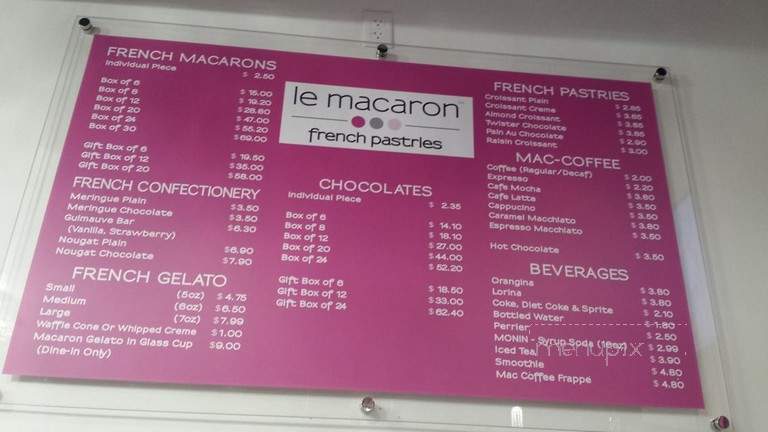 FRENCH MACARONS
Individual Piece $ 2.50
Box of 6 $ 15.00
Box of 8 $ 19.20
Box of 12 $ 28.80
Box of 20 $ 47.00
Box of 24 $ 55.20
Box of 30 $ 69.00
Gift Box of 6 $ 19.50
Gift Box of 12 $ 35.00
Gift Box of 20 $ 58.00
FRENCH CONFECTIONERY
Meringue Plain $ 3.50
Meringue Chocolate $ 3.50
Guimauve Bar $ 6.30
(Vanilla, Strawberry)
Nougat Plain $ 6.90
Nougat Chocolate $ 7.90
FRENCH GELATO
Small (5oz) $ 4.75
Medium (6oz) $ 6.50
Large (7oz) $ 7.99
Waffle Cone Or Whipped Creme $ 1.00
Macaron Gelato In Glass Cup $ 9.00
(Dine-in Only)
le macaron
french pastries
CHOCOLATES
Individual Piece $ 2.35
Box of 6 $ 14.10
Box of 8 $ 18.10
Box of 12 $ 27.00
Box of 20 $ 44.00
Box of 24 $ 52.20
Gift Box of 6 $ 18.50
Gift Box of 12 $ 33.00
Gift Box of 24 $ 62.40
FRENCH PASTRIES
Croissant Plain $ 2.85
Croissant Creme $ 3.85
Almond Croissant $ 3.85
Twister Chocolate $ 3.85
Pain Au Chocolate $ 2.90
Raisin Croissant $ 3.00
MAC-COFFEE
Coffee (Regular/Decaf) $ 2.00
Espresso $ 2.20
Cafe Mocha $ 3.80
Cafe Latte $ 3.50
Cappucino $ 3.50
Caramel Macchiato $ 3.80
Espresso Macchiato $ 3.50
Hot Chocolate $ 3.50
BEVERAGES
Orangina $ 3.80
Lorina $ 3.80
Coke, Diet Coke & Sprite $ 2.10
Bottled Water $ 1.80
Perrier $ 2.50
MONIN - Syrup Soda (16oz) $ 2.99
Iced Tea $ 3.90
Smoothie $ 4.80
Mac Coffee Frappe $ 4.80
menupix